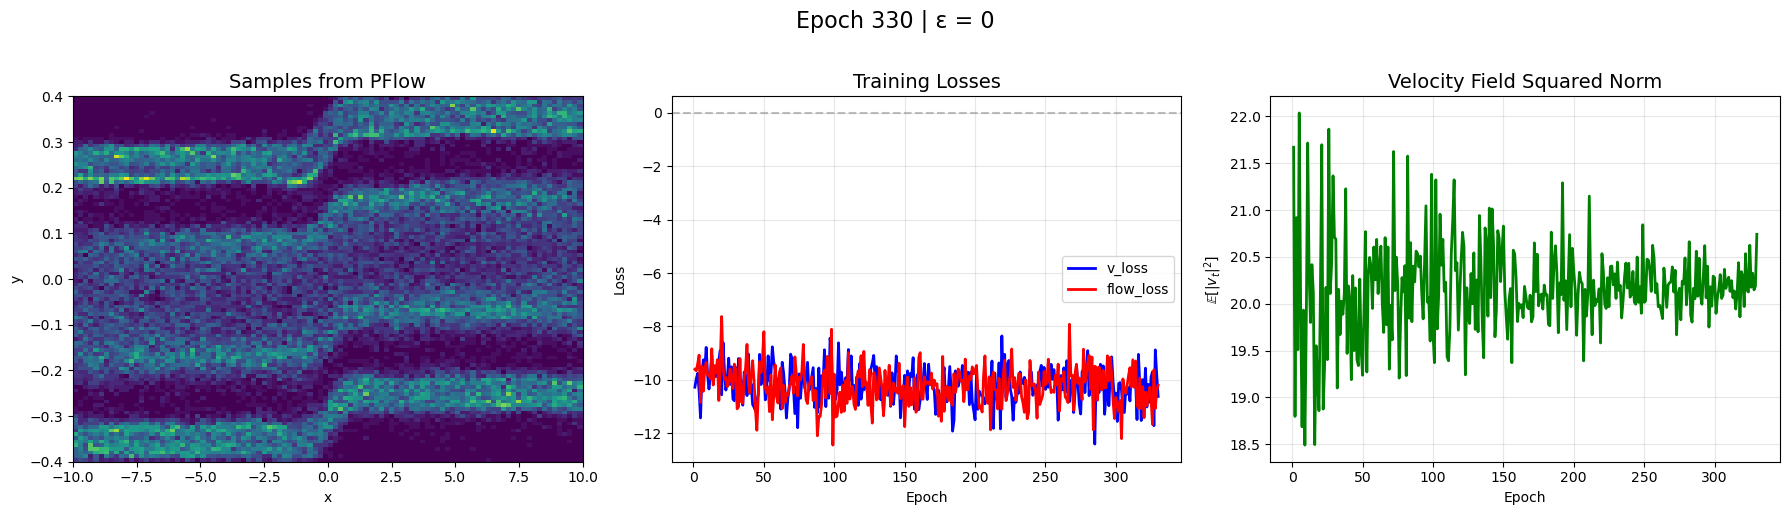 Epoch 330 | ε = 0
Samples from PFlow
0.4
0.3
0.2
0.1
0.0
−0.1
−0.2
−0.3
−0.4
y
−10.0 −7.5 −5.0 −2.5 0.0 2.5 5.0 7.5 10.0
x
Training Losses
0
−2
−4
−6
−8
−10
−12
Loss
v_loss
flow_loss
0 50 100 150 200 250 300
Epoch
Velocity Field Squared Norm
22.0
21.5
21.0
20.5
20.0
19.5
19.0
18.5
𝔼[|v_t|²]
0 50 100 150 200 250 300
Epoch